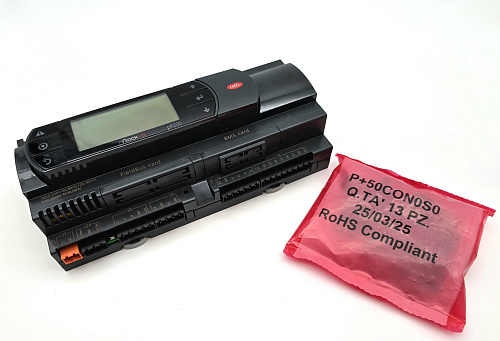 FieldBus card
BMS card
P+50CON0S0
Q.TA' 13 PZ.
25/03/25
RoHS Compliant